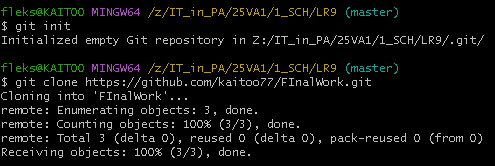 fleks@KAITOO MINGW64 /z/IT_in_PA/25VA1/1_SCH/LR9 (master)
$ git init
Initialized empty Git repository in Z:/IT_in_PA/25VA1/1_SCH/LR9/.git/
fleks@KAITOO MINGW64 /z/IT_in_PA/25VA1/1_SCH/LR9 (master)
$ git clone https://github.com/kaitoo77/FInalWork.git
Cloning into 'FInalWork'...
remote: Enumerating objects: 3, done.
remote: Counting objects: 100% (3/3), done.
remote: Total 3 (delta 0), reused 0 (delta 0), pack-reused 0 (from 0)
Receiving objects: 100% (3/3), done.